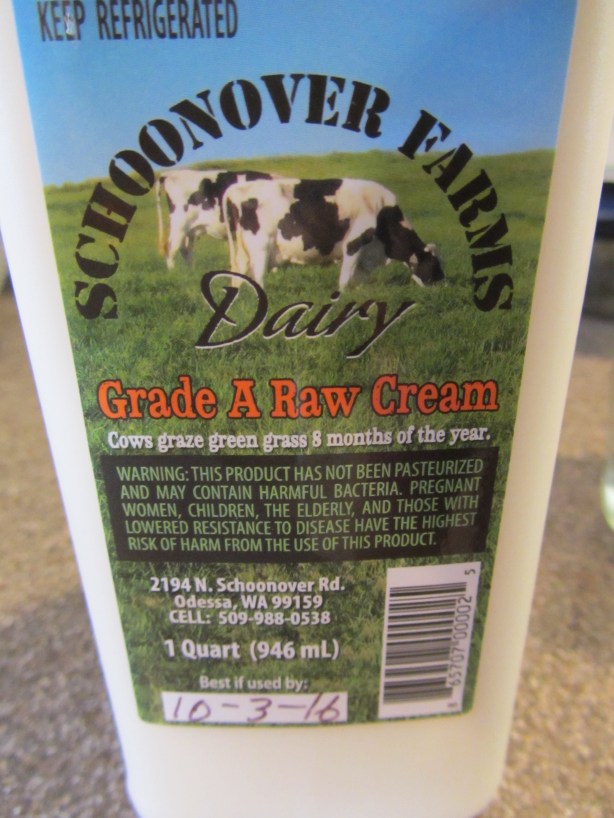 KEEP REFRIGERATED
SCHOONOVER FARMS
Dairy
Grade A Raw Cream
Cows graze green grass 8 months of the year.
WARNING: THIS PRODUCT HAS NOT BEEN PASTEURIZED
AND MAY CONTAIN HARMFUL BACTERIA. PREGNANT
WOMEN, CHILDREN, THE ELDERLY, AND THOSE WITH
LOWERED RESISTANCE TO DISEASE HAVE THE HIGHEST
RISK OF HARM FROM THE USE OF THIS PRODUCT.
2194 N. Schoonover Rd.
Odessa, WA 99159
CELL: 509-988-0538
1 Quart (946 mL)
Best if used by:
10-3-16
65707 00002 5